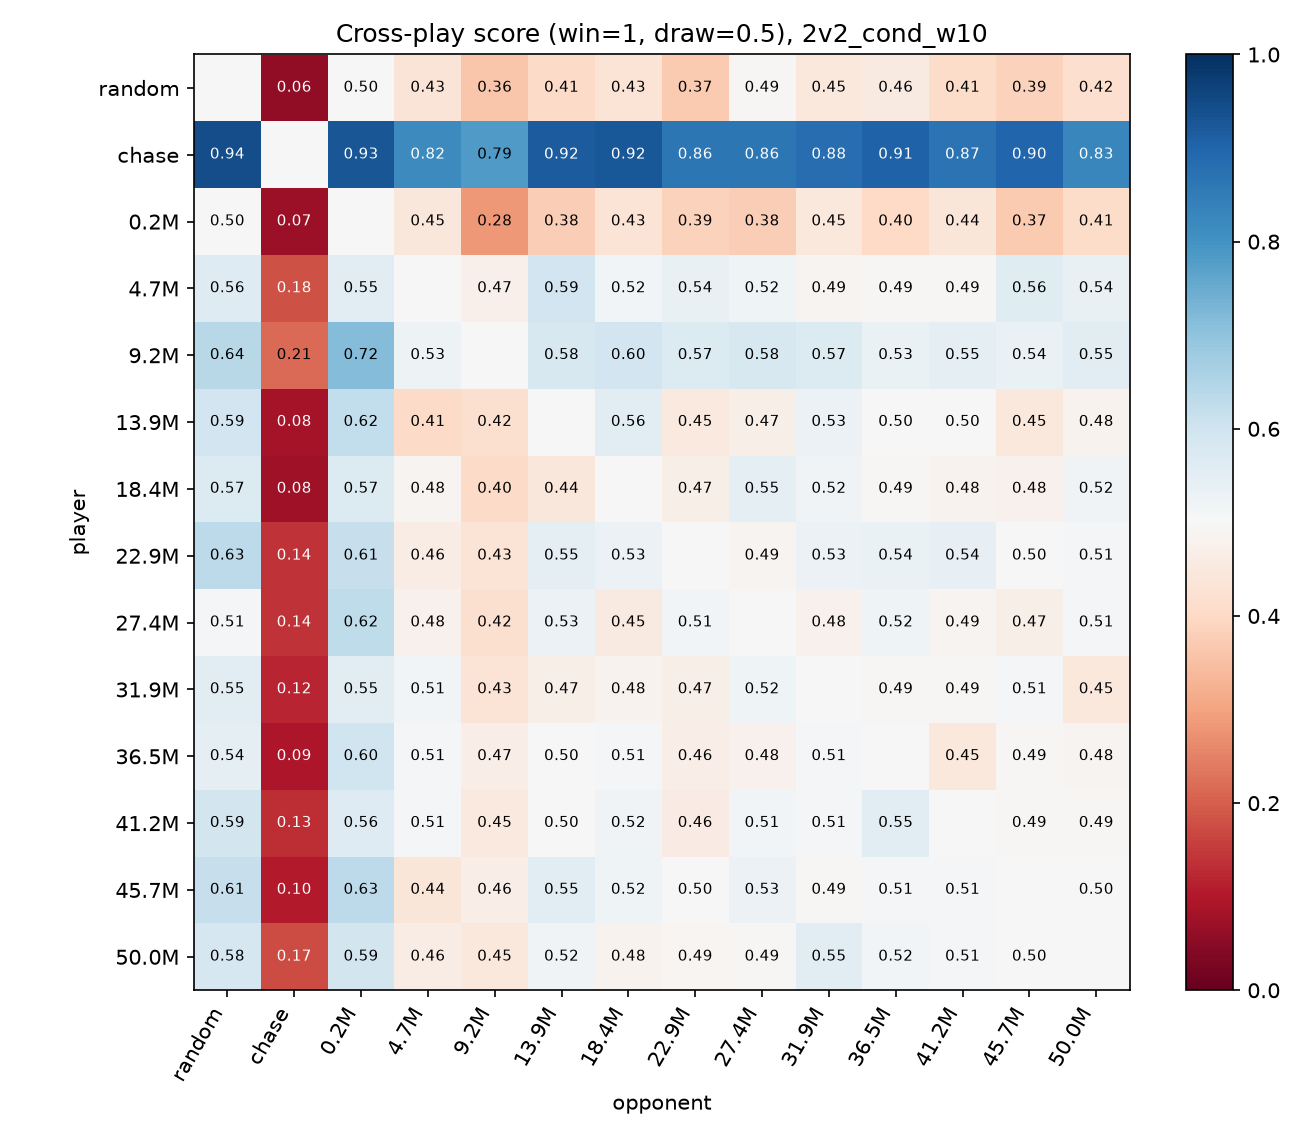 Cross-play score (win=1, draw=0.5), 2v2_cond_w10
random 0.06 0.50 0.43 0.36 0.41 0.43 0.37 0.49 0.45 0.46 0.41 0.39 0.42
chase 0.94 0.93 0.82 0.79 0.92 0.92 0.86 0.86 0.88 0.91 0.87 0.90 0.83
0.2M 0.50 0.07 0.45 0.28 0.38 0.43 0.39 0.38 0.45 0.40 0.44 0.37 0.41
4.7M 0.56 0.18 0.55 0.47 0.59 0.52 0.54 0.52 0.49 0.49 0.49 0.56 0.54
9.2M 0.64 0.21 0.72 0.53 0.58 0.60 0.57 0.58 0.57 0.53 0.55 0.54 0.55
13.9M 0.59 0.08 0.62 0.41 0.42 0.56 0.45 0.47 0.53 0.50 0.50 0.45 0.48
18.4M 0.57 0.08 0.57 0.48 0.40 0.44 0.47 0.55 0.52 0.49 0.48 0.48 0.52
22.9M 0.63 0.14 0.61 0.46 0.43 0.55 0.53 0.49 0.53 0.54 0.54 0.50 0.51
27.4M 0.51 0.14 0.62 0.48 0.42 0.53 0.45 0.51 0.48 0.52 0.49 0.47 0.51
31.9M 0.55 0.12 0.55 0.51 0.43 0.47 0.48 0.47 0.52 0.49 0.49 0.51 0.45
36.5M 0.54 0.09 0.60 0.51 0.47 0.50 0.51 0.46 0.48 0.51 0.45 0.49 0.48
41.2M 0.59 0.13 0.56 0.51 0.45 0.50 0.52 0.46 0.51 0.51 0.55 0.49 0.49
45.7M 0.61 0.10 0.63 0.44 0.46 0.55 0.52 0.50 0.53 0.49 0.51 0.51 0.50
50.0M 0.58 0.17 0.59 0.46 0.45 0.52 0.48 0.49 0.49 0.55 0.52 0.51 0.50
random chase 0.2M 4.7M 9.2M 13.9M 18.4M 22.9M 27.4M 31.9M 36.5M 41.2M 45.7M 50.0M
opponent
player
1.0
0.8
0.6
0.4
0.2
0.0